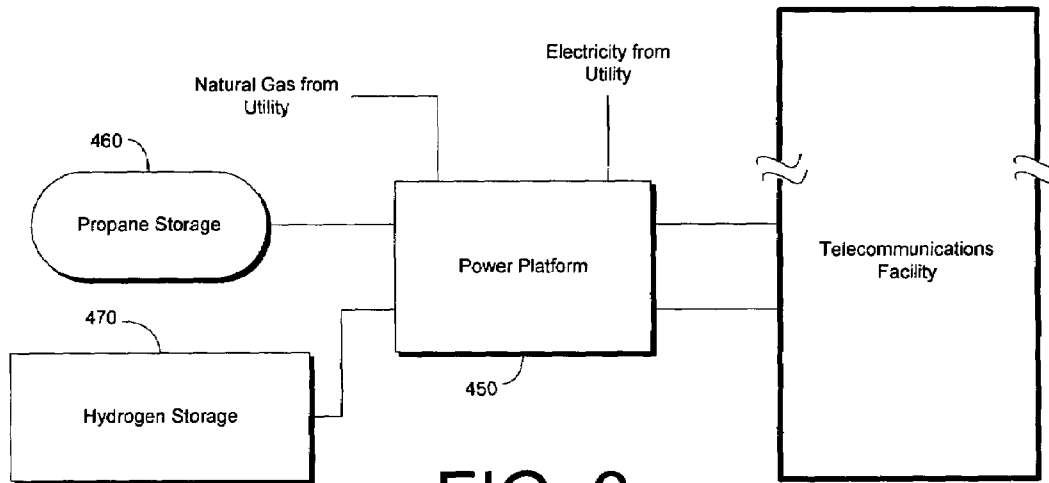 Electricity from
Utility
Natural Gas from
Utility
460
Propane Storage
Power Platform
Telecommunications
Facility
470
450
Hydrogen Storage